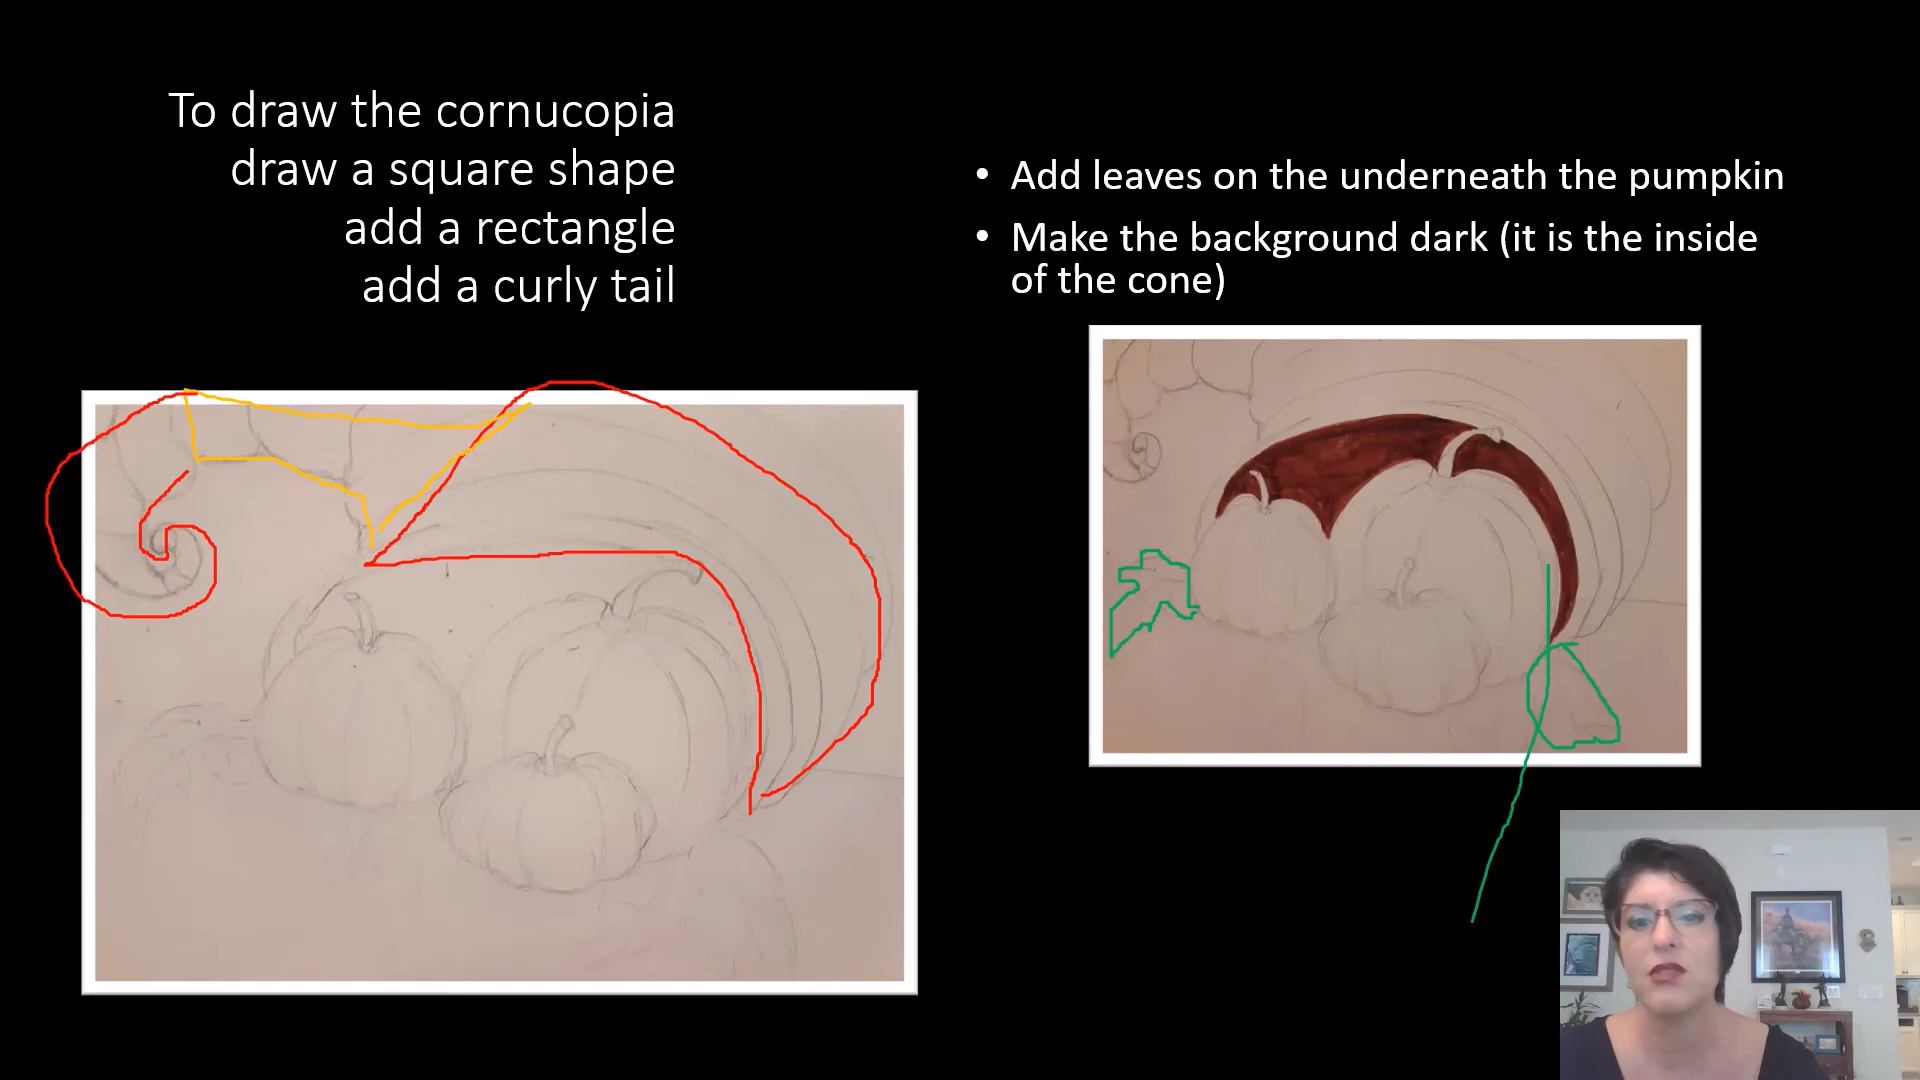 To draw the cornucopia
draw a square shape
add a rectangle
add a curly tail
• Add leaves on the underneath the pumpkin
• Make the background dark (it is the inside
of the cone)